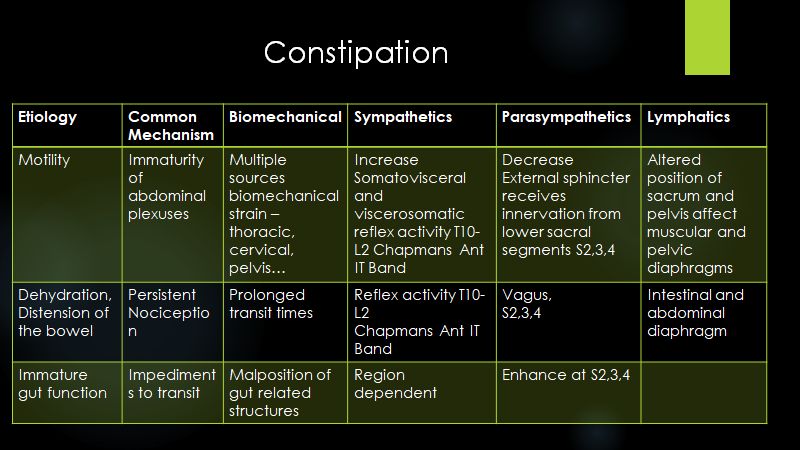 Constipation
Etiology
Common
Mechanism
Biomechanical
Sympathetics
Parasympathetics
Lymphatics
Motility
Immaturity
of
abdominal
plexuses
Multiple
sources
biomechanical
strain –
thoracic,
cervical,
pelvis…
Increase
Somatovisceral
and
viscerosomatic
reflex activity T10-
L2 Chapmans Ant
IT Band
Decrease
External sphincter
receives
innervation from
lower sacral
segments S2,3,4
Altered
position of
sacrum and
pelvis affect
muscular and
pelvic
diaphragms
Dehydration,
Distension of
the bowel
Persistent
Nociceptio
n
Prolonged
transit times
Reflex activity T10-
L2
Chapmans Ant IT
Band
Vagus,
S2,3,4
Intestinal and
abdominal
diaphragm
Immature
gut function
Impediment
s to transit
Malposition of
gut related
structures
Region
dependent
Enhance at S2,3,4